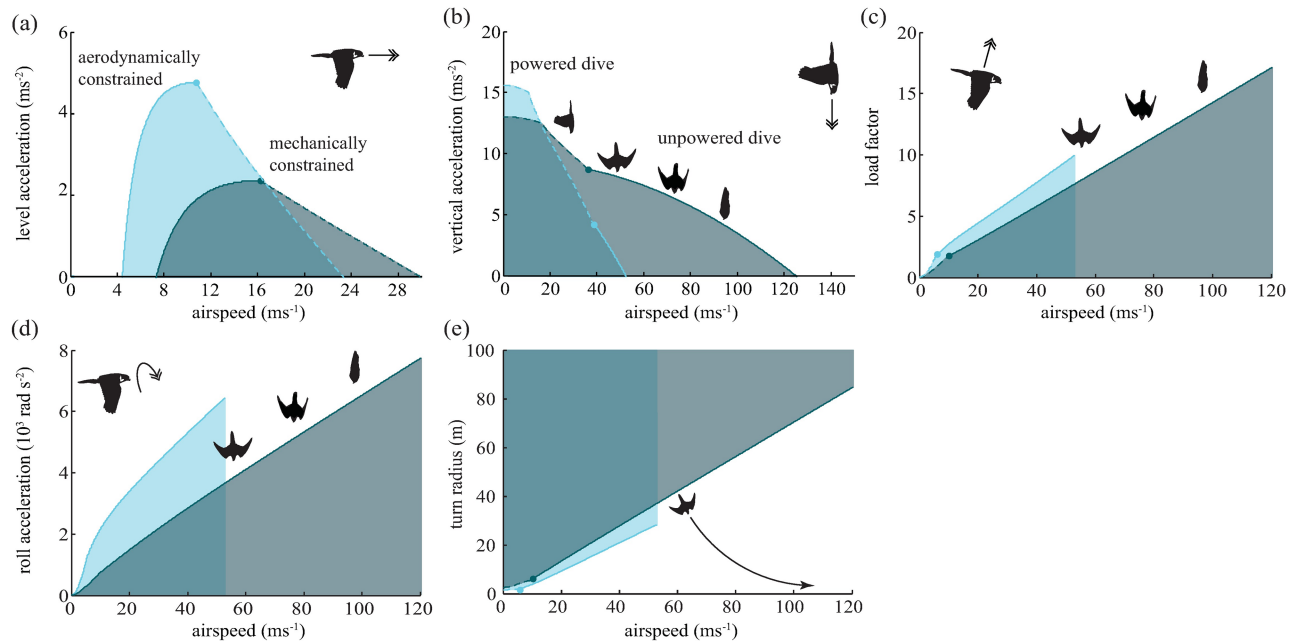 (a)
6
4
2
0
level acceleration (ms⁻²)
aerodynamically
constrained
mechanically
constrained
0 4 8 12 16 20 24 28
airspeed (ms⁻¹)
(b)
20
15
10
5
0
vertical acceleration (ms⁻²)
powered dive
unpowered dive
0 20 40 60 80 100 120 140
airspeed (ms⁻¹)
(c)
20
15
10
5
0
load factor
0 20 40 60 80 100 120
airspeed (ms⁻¹)
(d)
8
6
4
2
0
roll acceleration (10³ rad s⁻²)
0 20 40 60 80 100 120
airspeed (ms⁻¹)
(e)
100
80
60
40
20
0
turn radius (m)
0 20 40 60 80 100 120
airspeed (ms⁻¹)